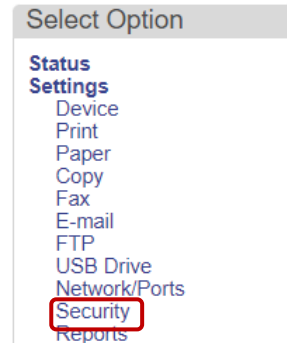 Select Option
Status
Settings
Device
Print
Paper
Copy
Fax
E-mail
FTP
USB Drive
Network/Ports
Security
Reports